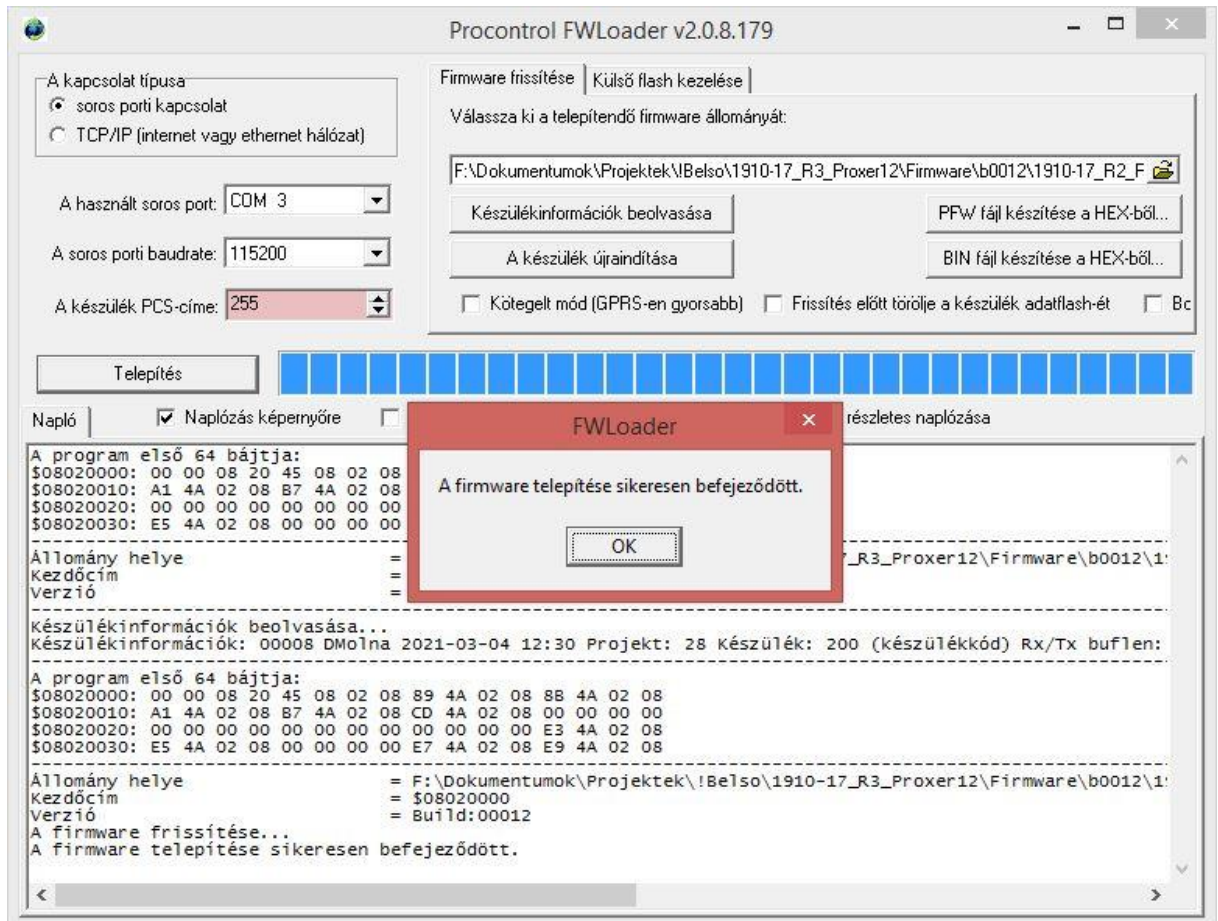 Procontrol FWLoader v2.0.8.179
A kapcsolat típusa
soros porti kapcsolat
TCP/IP (internet vagy ethernet hálózat)
A használt soros port: COM 3
A soros porti baudrate: 115200
A készülék PCS-címe: 255
Firmware frissítése Külső flash kezelése
Válassza ki a telepítendő firmware állományát:
F:\Dokumentumok\Projektek\!Belso\1910-17_R3_Proxer12\Firmware\b0012\1910-17_R2_F
Készülékinformációk beolvasása PFW fájl készítése a HEX-ből...
A készülék újraindítása BIN fájl készítése a HEX-ből...
Kötegelt mód (GPRS-en gyorsabb) Frissítés előtt törölje a készülék adatflash-ét Bc
Telepítés
Napló Naplózás képernyőre részletes naplózása
FWLoader
A firmware telepítése sikeresen befejeződött.
OK
A program első 64 bájtja:
$08020000: 00 00 08 20 45 08 02 08
$08020010: A1 4A 02 08 B7 4A 02 08
$08020020: 00 00 00 00 00 00 00 00
$08020030: E5 4A 02 08 00 00 00 00
--------------------------------
Állomány helye = 7_R3_Proxer12\Firmware\b0012\1
Kezdőcím =
Verzió =
--------------------------------
Készülékinformációk beolvasása...
Készülékinformációk: 00008 DMolna 2021-03-04 12:30 Projekt: 28 Készülék: 200 (készülékkód) Rx/Tx buflen:
--------------------------------
A program első 64 bájtja:
$08020000: 00 00 08 20 45 08 02 08 89 4A 02 08 8B 4A 02 08
$08020010: A1 4A 02 08 B7 4A 02 08 CD 4A 02 08 00 00 00 00
$08020020: 00 00 00 00 00 00 00 00 00 00 00 00 E3 4A 02 08
$08020030: E5 4A 02 08 00 00 00 00 E7 4A 02 08 E9 4A 02 08
--------------------------------
Állomány helye = F:\Dokumentumok\Projektek\!Belso\1910-17_R3_Proxer12\Firmware\b0012\1
Kezdőcím = $08020000
Verzió = Build:00012
A firmware frissítése...
A firmware telepítése sikeresen befejeződött.